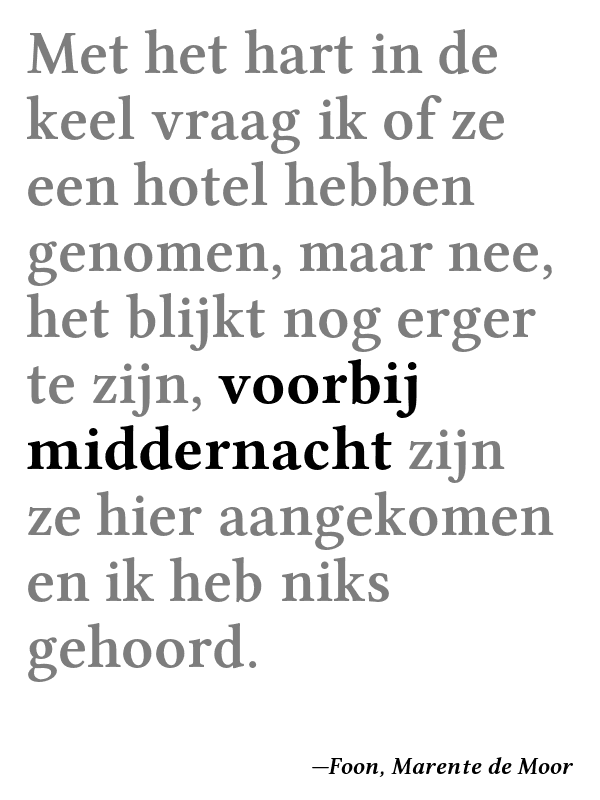 Met het hart in de
keel vraag ik of ze
een hotel hebben
genomen, maar nee,
het blijkt nog erger
te zijn, voorbij
middernacht zijn
ze hier aangekomen
en ik heb niks
gehoord.
—Foon, Marente de Moor